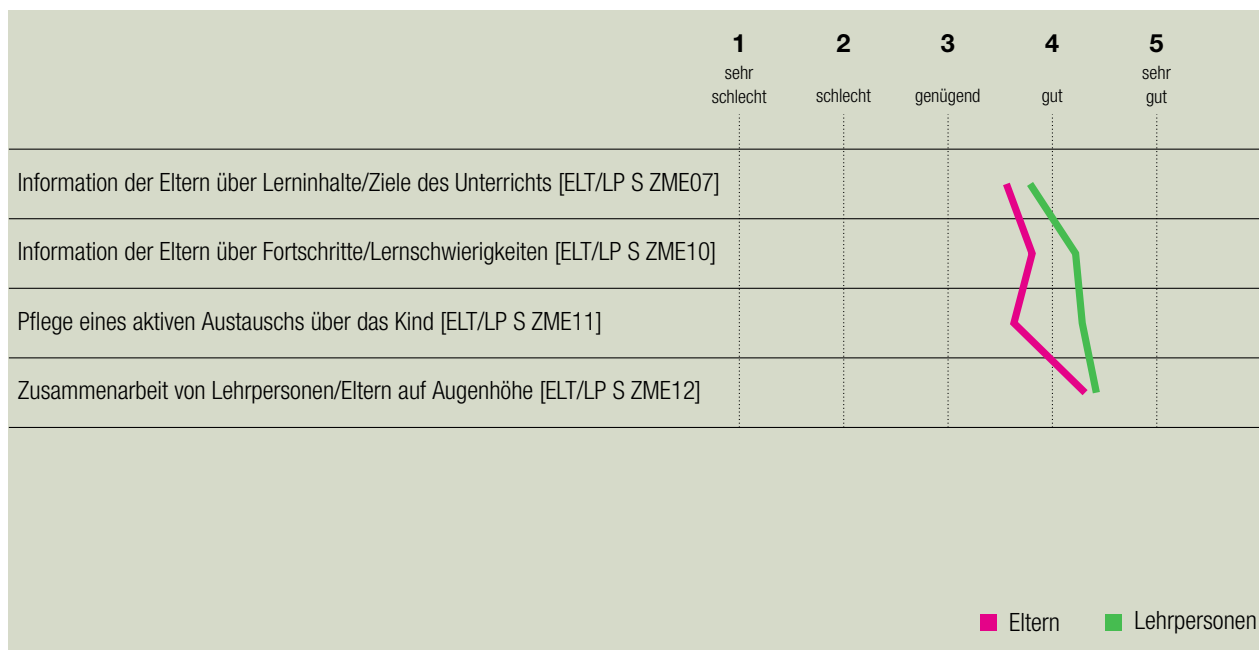 1 2 3 4 5
sehr schlecht schlecht genügend gut sehr gut
Information der Eltern über Lerninhalte/Ziele des Unterrichts [ELT/LP S ZME07]
Information der Eltern über Fortschritte/Lernschwierigkeiten [ELT/LP S ZME10]
Pflege eines aktiven Austauschs über das Kind [ELT/LP S ZME11]
Zusammenarbeit von Lehrpersonen/Eltern auf Augenhöhe [ELT/LP S ZME12]
Eltern Lehrpersonen